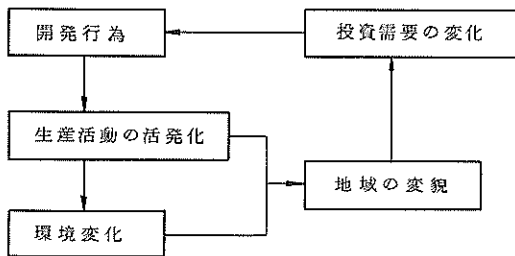 開発行為
投資需要の変化
生産活動の活発化
地域の変貌
環境変化